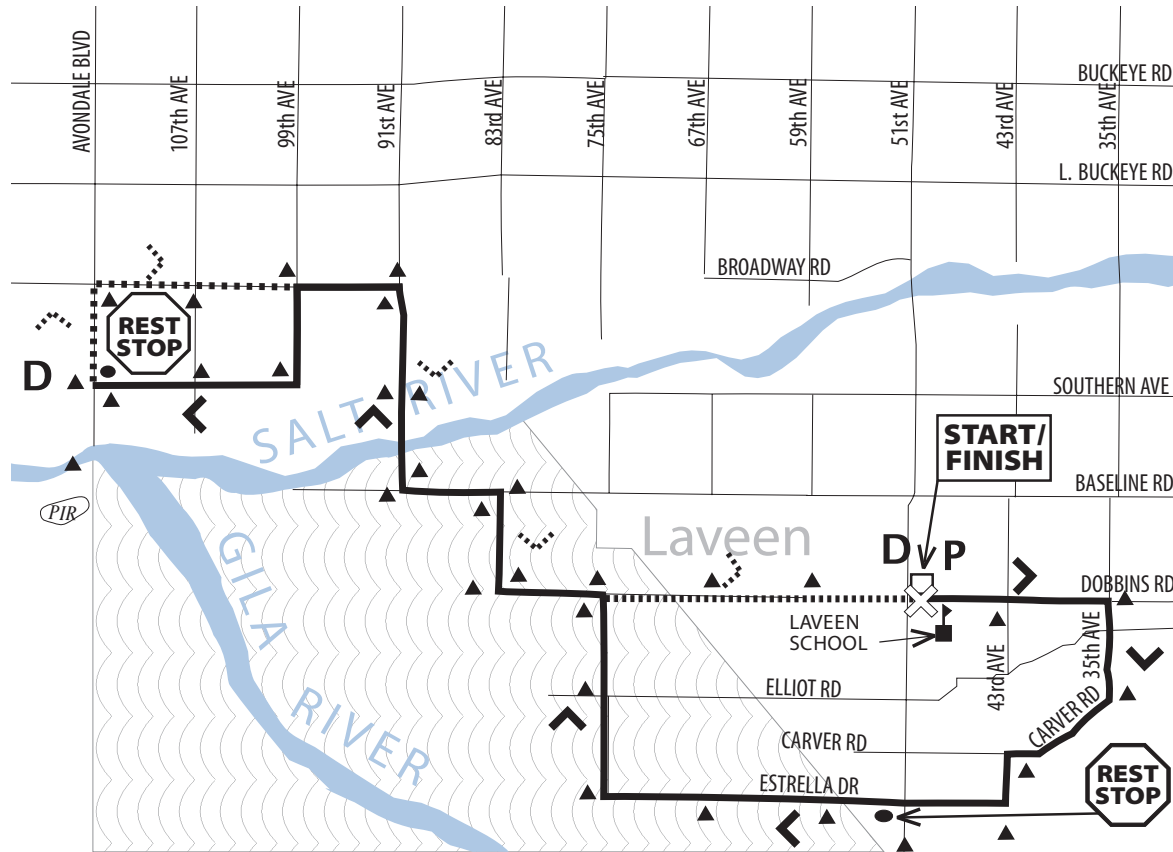 AVONDALE BLVD
107th AVE
99th AVE
91st AVE
83rd AVE
75th AVE
67th AVE
59th AVE
51st AVE
43rd AVE
35th AVE
BUCKEYE RD
L. BUCKEYE RD
BROADWAY RD
REST
STOP
D
SALT RIVER
SOUTHERN AVE
START/
FINISH
BASELINE RD
PIR
GILA
RIVER
Laveen
D
P
DOBBINS RD
LAVEEN
SCHOOL
35th AVE
43rd AVE
ELLIOT RD
CARVER RD
CARVER RD
ESTRELLA DR
REST
STOP